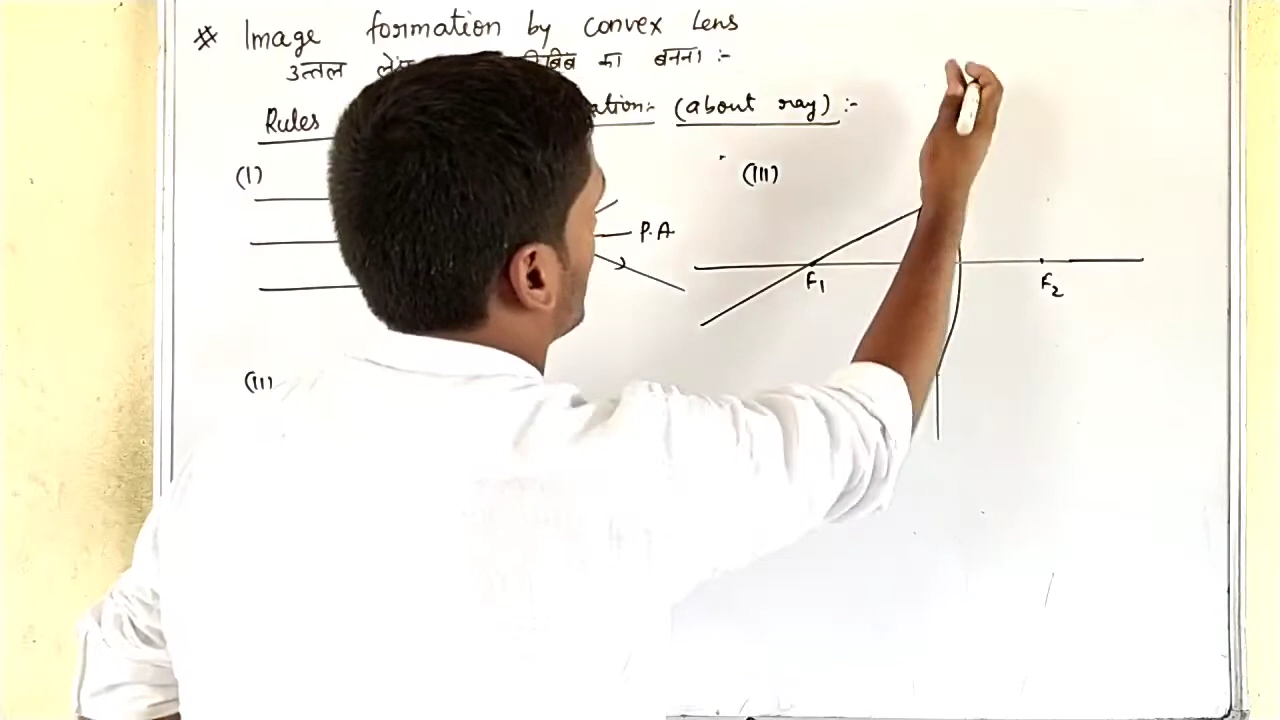 # Image formation by convex Lens
उत्तल का बनना :-
Rules (about ray) :-
(I)
P.A
(II)
(III)
F1
F2